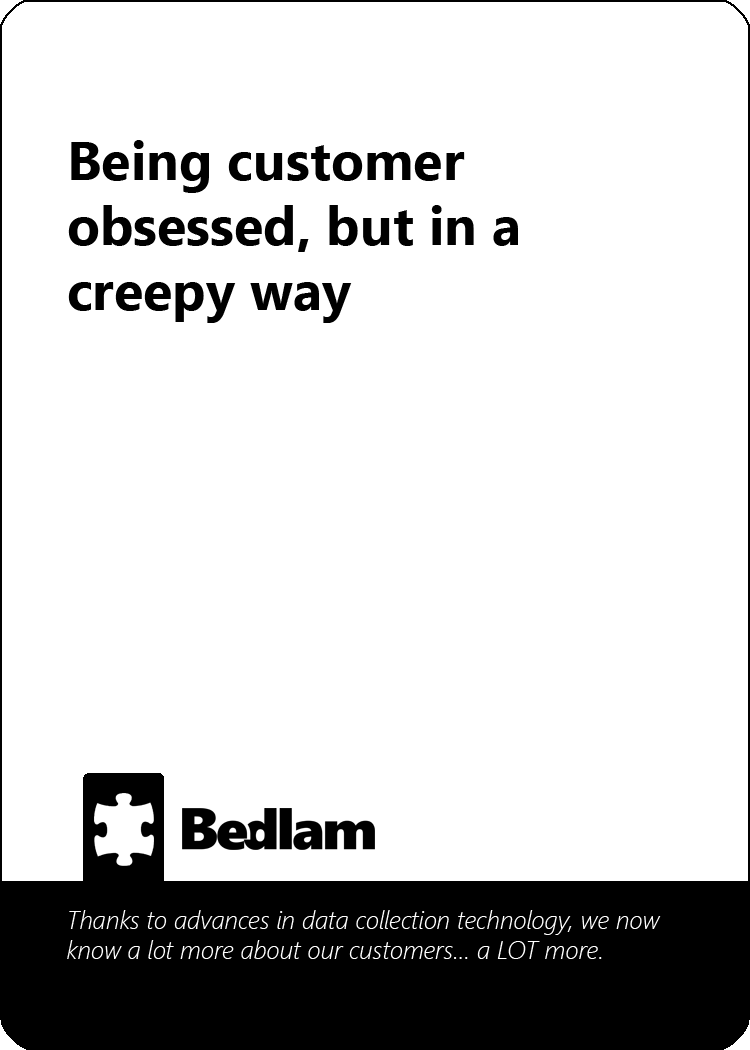 Being customer
obsessed, but in a
creepy way
Bedlam
Thanks to advances in data collection technology, we now
know a lot more about our customers... a LOT more.